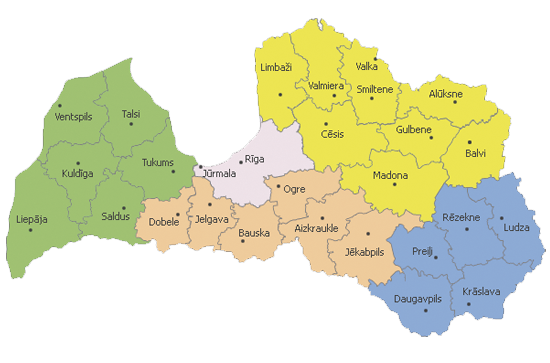 Limbaži
Valka
Valmiera
Smiltene
Alūksne
Ventspils
Talsi
Cēsis
Gulbene
Balvi
Kuldīga
Tukums
Jūrmala
Rīga
Madona
Ogre
Liepāja
Saldus
Dobele
Jelgava
Bauska
Aizkraukle
Jēkabpils
Rēzekne
Ludza
Preiļi
Daugavpils
Krāslava